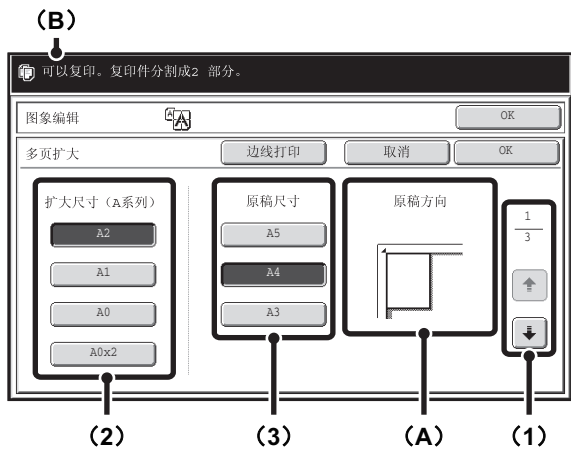 (B)
可以复印。复印件分割成2 部分。
图象编辑
OK
多页扩大
边线打印
取消
OK
扩大尺寸（A系列）
A2
A1
A0
A0x2
原稿尺寸
A5
A4
A3
原稿方向
1
3
(2)
(3)
(A)
(1)